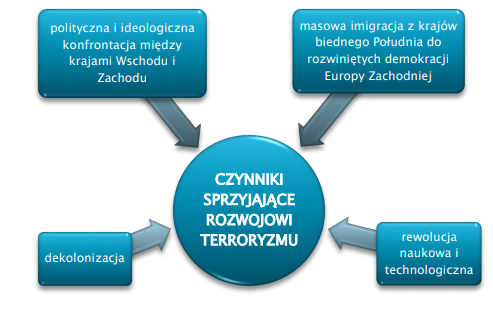 polityczna i ideologiczna
konfrontacja między
krajami Wschodu i
Zachodu
masowa imigracja z krajów
biednego Południa do
rozwiniętych demokracji
Europy Zachodniej
CZYNNIKI
SPRZYJAJĄCE
ROZWOJOWI
TERRORYZMU
dekolonizacja
rewolucja
naukowa i
technologiczna